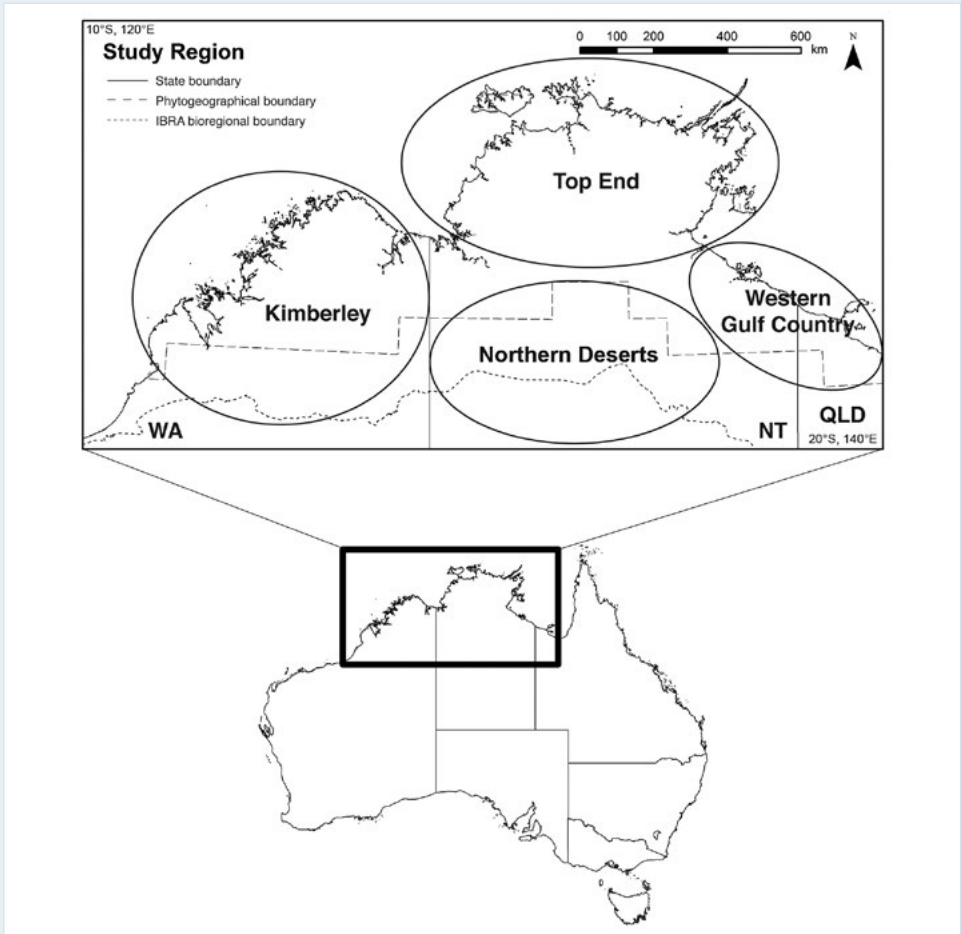 10°S, 120°E
Study Region
State boundary
Phytogeographical boundary
IBRA bioregional boundary
0 100 200 400 600
km
N
Top End
Kimberley
Western
Gulf Country
Northern Deserts
WA
NT
QLD
20°S, 140°E